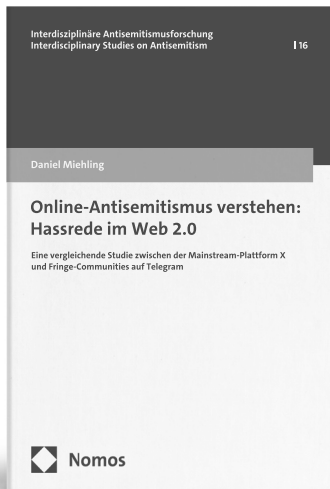 Interdisziplinäre Antisemitismusforschung
Interdisciplinary Studies on Antisemitism
| 16
Daniel Miehling
Online-Antisemitismus verstehen:
Hassrede im Web 2.0
Eine vergleichende Studie zwischen der Mainstream-Plattform X
und Fringe-Communities auf Telegram
Nomos